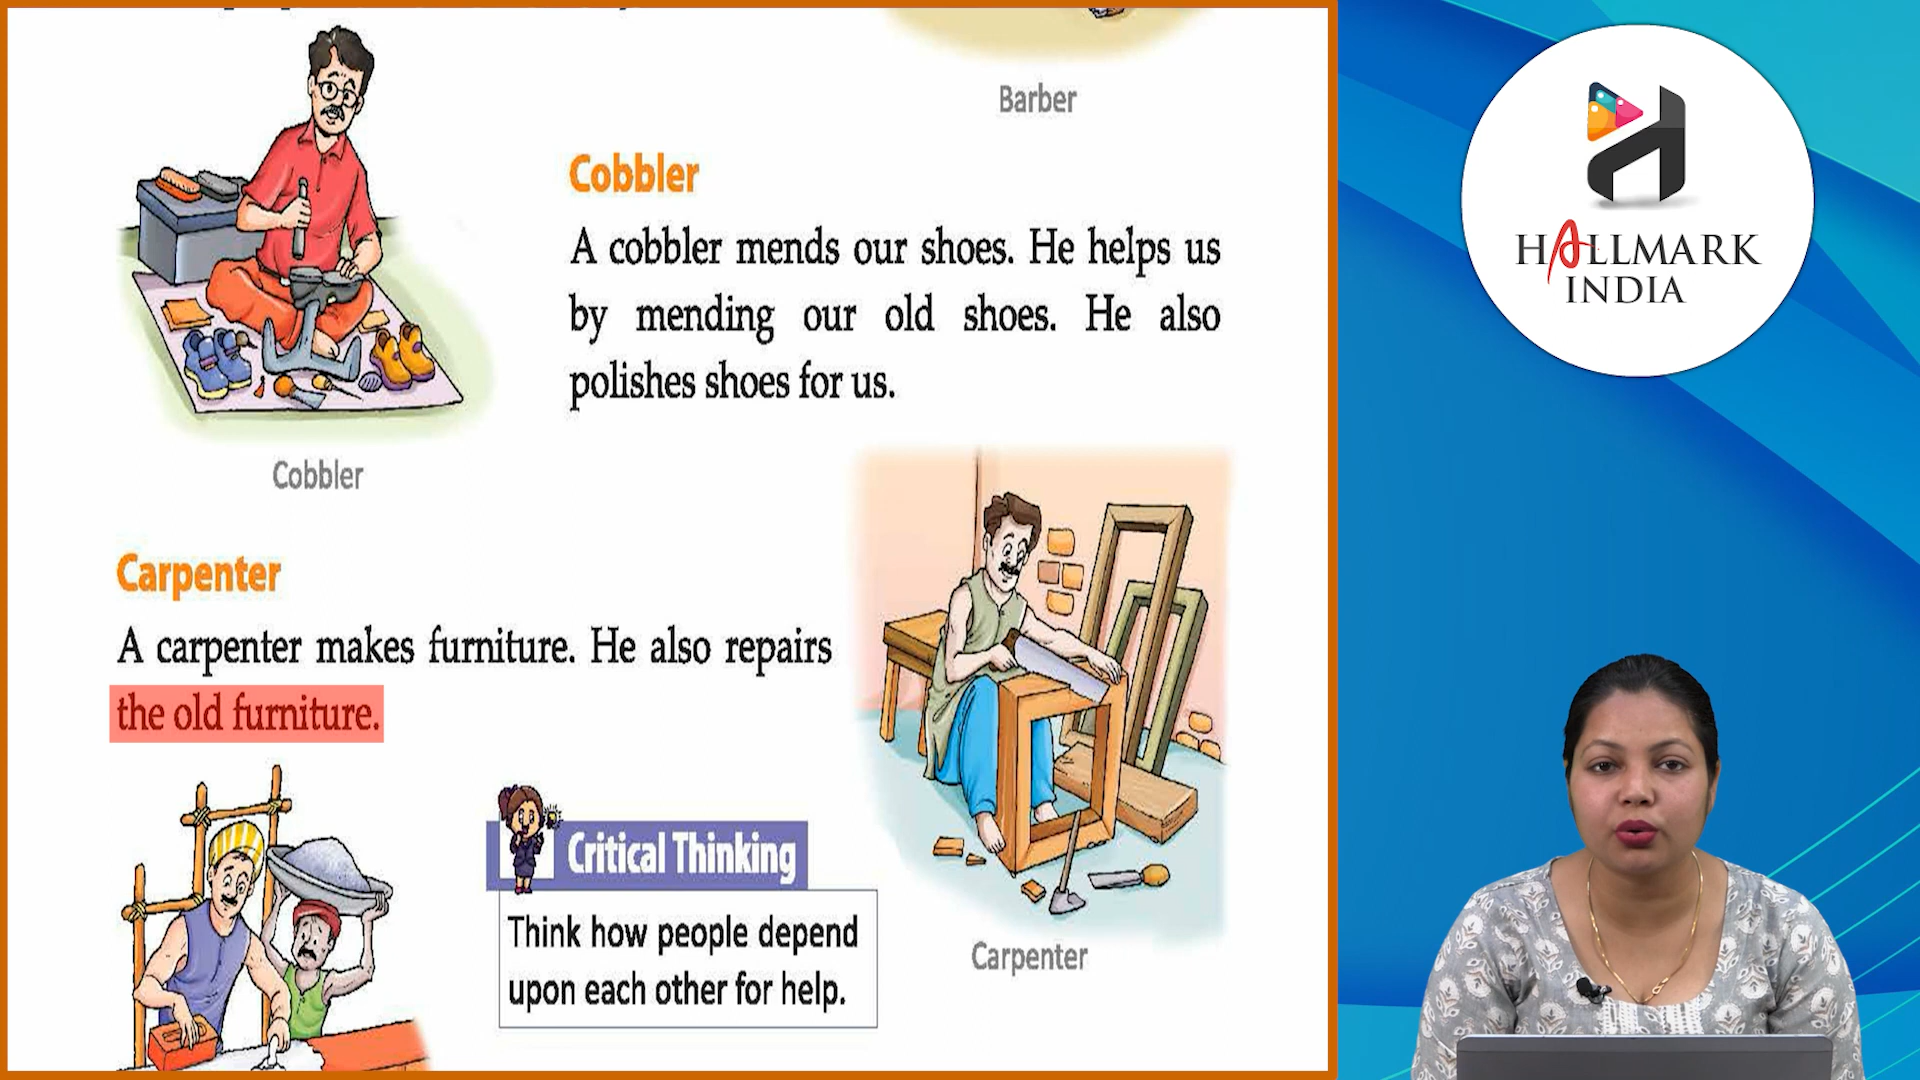 Barber
Cobbler
A cobbler mends our shoes. He helps us
by mending our old shoes. He also
polishes shoes for us.
Cobbler
Carpenter
A carpenter makes furniture. He also repairs
the old furniture.
Critical Thinking
Think how people depend
upon each other for help.
Carpenter
HALLMARK
INDIA